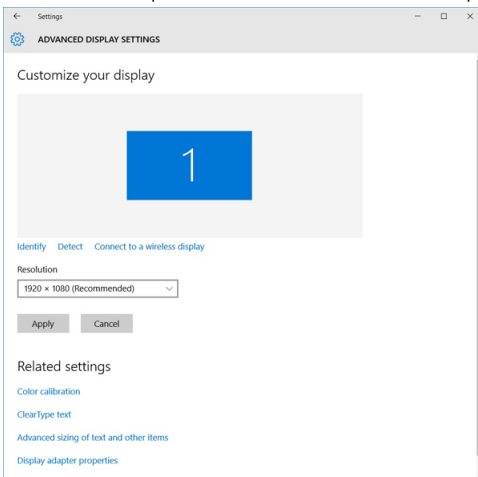 Settings
ADVANCED DISPLAY SETTINGS
Customize your display
1
Identify Detect Connect to a wireless display
Resolution
1920 × 1080 (Recommended)
Apply Cancel
Related settings
Color calibration
ClearType text
Advanced sizing of text and other items
Display adapter properties